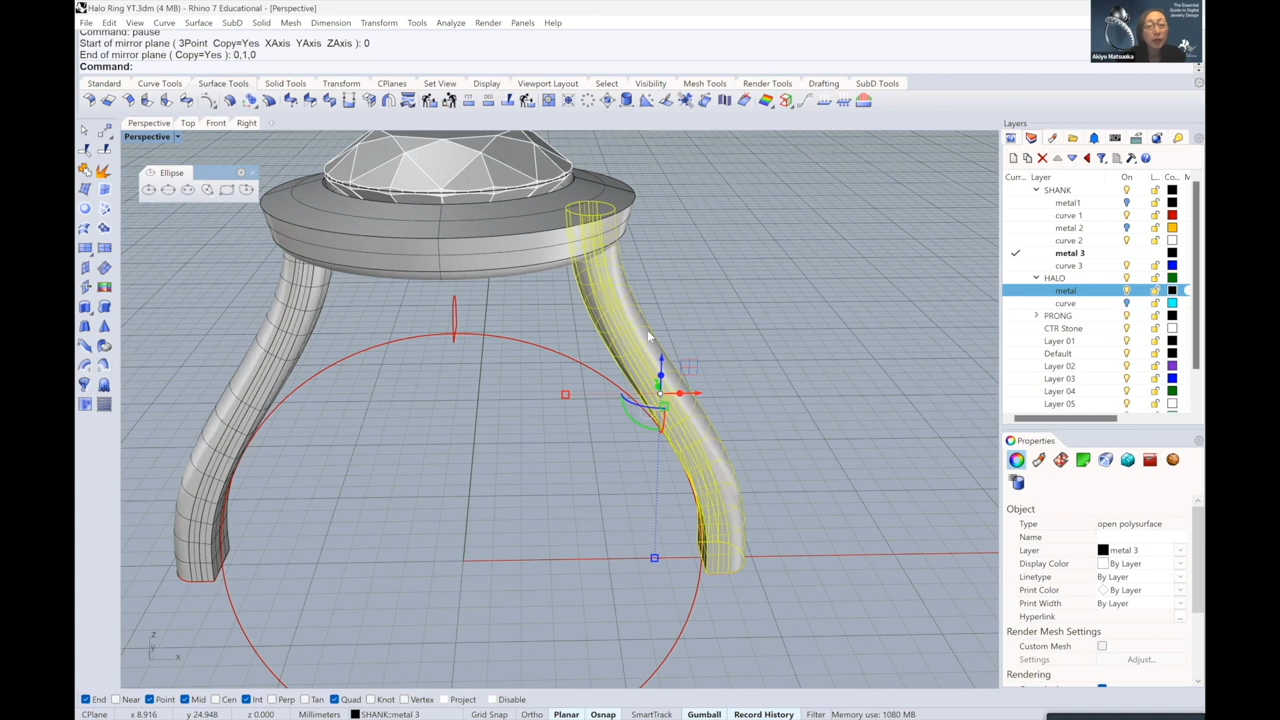 Halo Ring YT.3dm (4 MB) - Rhino 7 Educational - [Perspective]
File Edit View Curve Surface SubD Solid Mesh Dimension Transform Tools Analyze Render Panels Help
Command: pause
Start of mirror plane ( 3Point Copy=Yes XAxis YAxis ZAxis ): 0
End of mirror plane ( Copy=Yes ): 0,1,0
Command:
The Essential
Guide to Digital
Jewelry Design
Akiyo Matsuoka
Standard Curve Tools Surface Tools Solid Tools Transform CPlanes Set View Display Viewport Layout Select Visibility Mesh Tools Render Tools Drafting SubD Tools
Perspective Top Front Right
Perspective
Ellipse
z
y
x
Layers
Curr... Layer On L... Co... M
SHANK
metal1
curve 1
metal 2
curve 2
metal 3
curve 3
HALO
metal
curve
PRONG
CTR Stone
Layer 01
Default
Layer 02
Layer 03
Layer 04
Layer 05
Properties
Object
Type open polysurface
Name
Layer metal 3
Display Color By Layer
Linetype By Layer
Print Color By Layer
Print Width By Layer
Hyperlink ...
Render Mesh Settings
Custom Mesh
Settings Adjust...
Rendering
End Near Point Mid Cen Int Perp Tan Quad Knot Vertex Project Disable
CPlane x 8.916 y 24.948 z 0.000 Millimeters SHANK::metal 3 Grid Snap Ortho Planar Osnap SmartTrack Gumball Record History Filter Memory use: 1080 MB